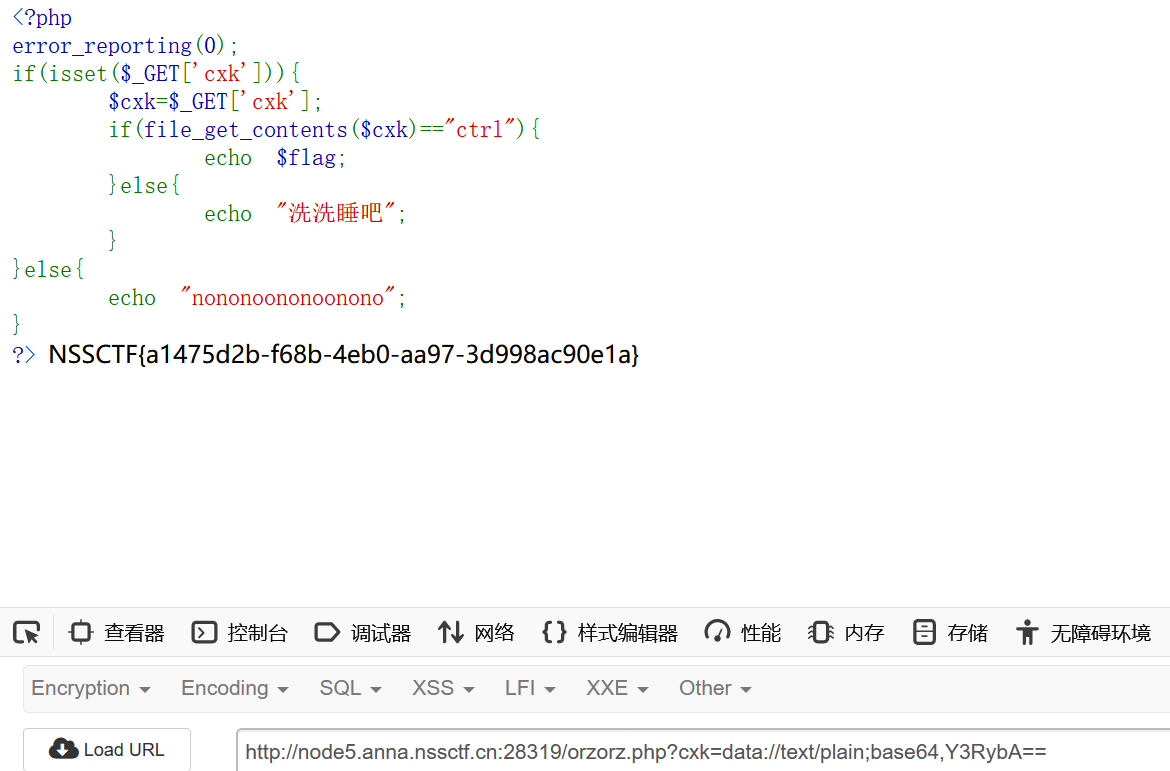 <?php
error_reporting(0);
if(isset($_GET['cxk'])){
        $cxk=$_GET['cxk'];
        if(file_get_contents($cxk)=="ctrl"){
                echo $flag;
        }else{
                echo "洗洗睡吧";
        }
}else{
        echo "nononoononoonono";
}
?> NSSCTF{a1475d2b-f68b-4eb0-aa97-3d998ac90e1a}
查看器 控制台 调试器 网络 样式编辑器 性能 内存 存储 无障碍环境
Encryption Encoding SQL XSS LFI XXE Other
Load URL http://node5.anna.nssctf.cn:28319/orzorz.php?cxk=data://text/plain;base64,Y3RybA==